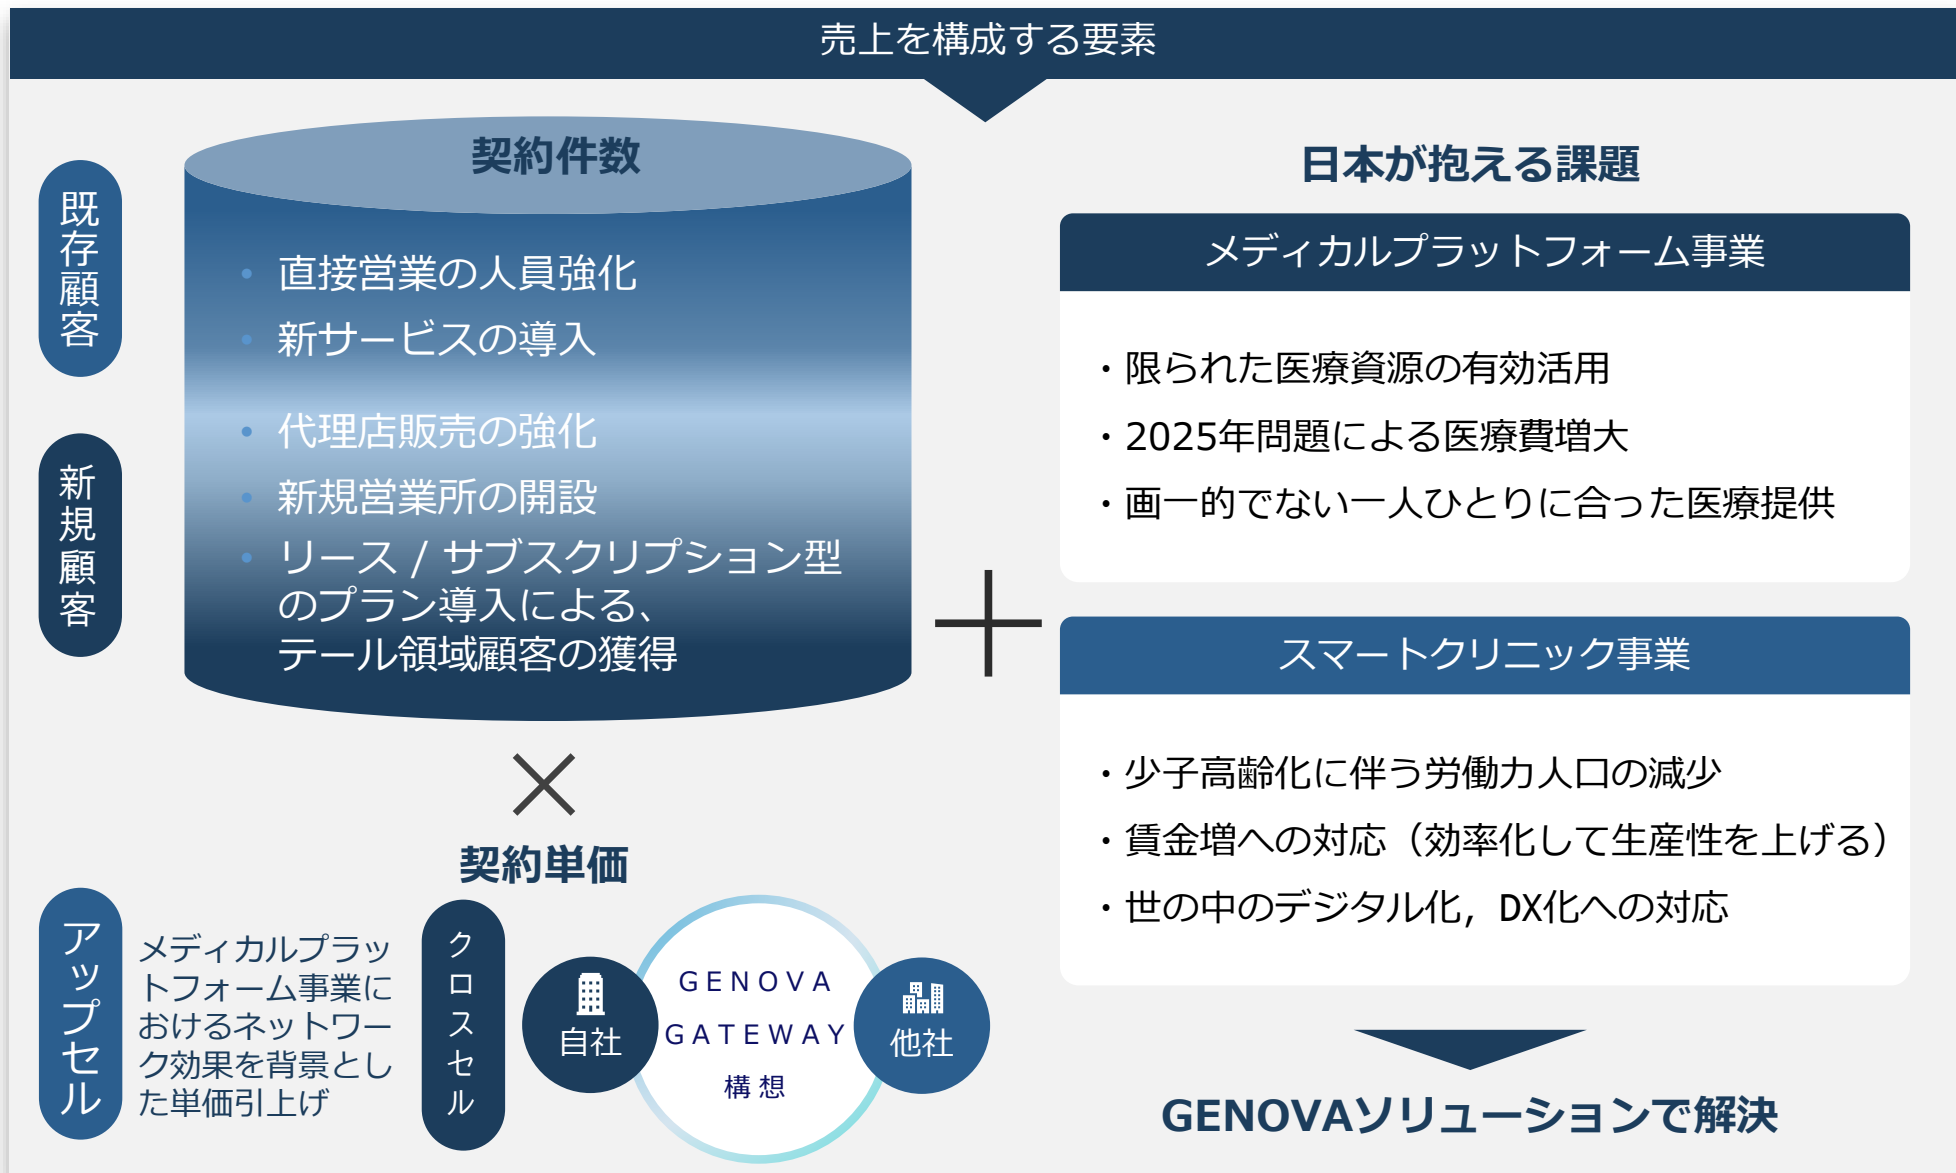 売上を構成する要素
契約件数
既存顧客
新規顧客
• 直接営業の人員強化
• 新サービスの導入
• 代理店販売の強化
• 新規営業所の開設
• リース / サブスクリプション型
のプラン導入による、
テール領域顧客の獲得
×
契約単価
アップセル
メディカルプラッ
トフォーム事業に
おけるネットワー
ク効果を背景とし
た単価引上げ
クロスセル
自社
GENOVA
GATEWAY
構想
他社
＋
日本が抱える課題
メディカルプラットフォーム事業
・限られた医療資源の有効活用
・2025年問題による医療費増大
・画一的でない一人ひとりに合った医療提供
スマートクリニック事業
・少子高齢化に伴う労働力人口の減少
・賃金増への対応（効率化して生産性を上げる）
・世の中のデジタル化，DX化への対応
GENOVAソリューションで解決